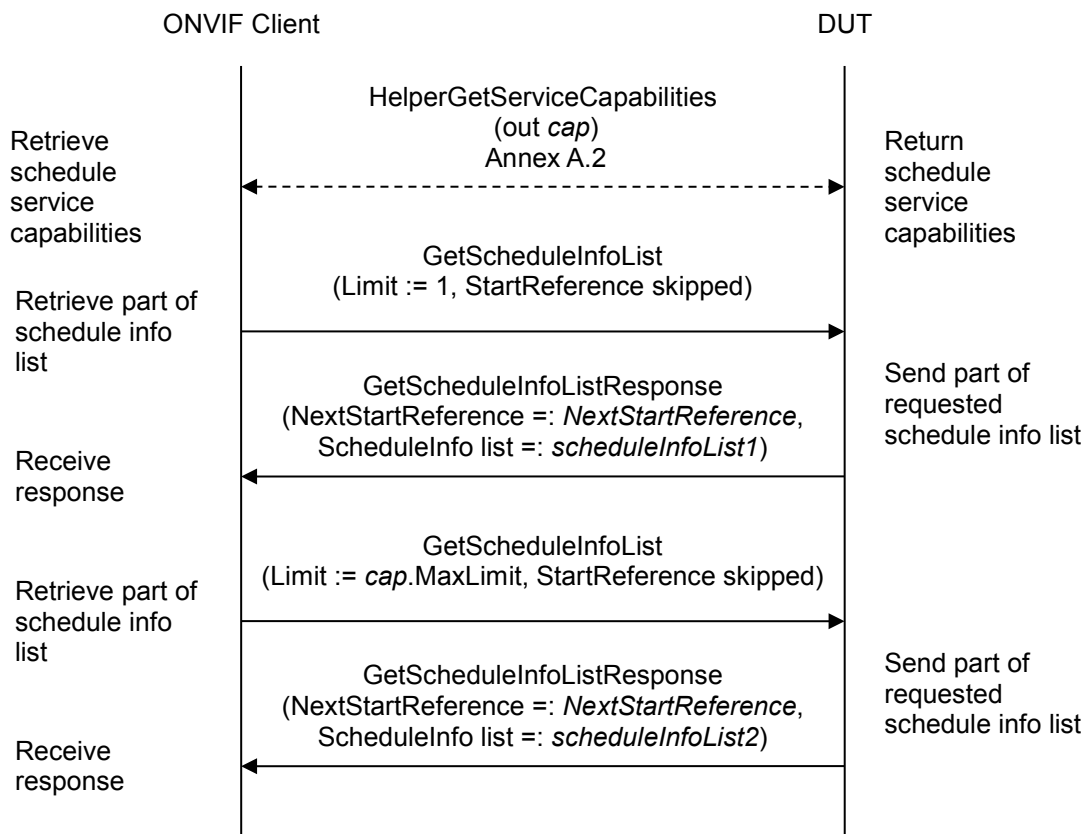 ONVIF Client
DUT
HelperGetServiceCapabilities
(out cap)
Annex A.2
Retrieve
schedule
service
capabilities
Return
schedule
service
capabilities
GetScheduleInfoList
(Limit := 1, StartReference skipped)
Retrieve part of
schedule info
list
GetScheduleInfoListResponse
(NextStartReference =: NextStartReference,
ScheduleInfo list =: scheduleInfoList1)
Send part of
requested
schedule info list
Receive
response
GetScheduleInfoList
(Limit := cap.MaxLimit, StartReference skipped)
Retrieve part of
schedule info
list
GetScheduleInfoListResponse
(NextStartReference =: NextStartReference,
ScheduleInfo list =: scheduleInfoList2)
Send part of
requested
schedule info list
Receive
response